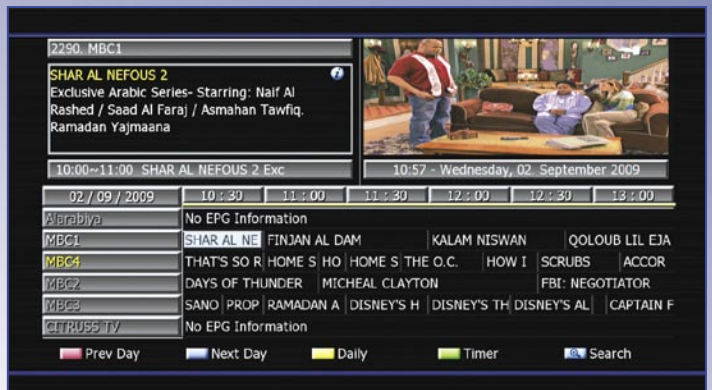 2290. MBC1
SHAR AL NEFOUS 2
Exclusive Arabic Series- Starring: Naif Al
Rashed / Saad Al Faraj / Asmahan Tawfiq.
Ramadan Yajmaana
10:00~11:00 SHAR AL NEFOUS 2 Exc
10:57 - Wednesday, 02 September 2009
02 / 09 / 2009 10 : 30 11 : 00 11 : 30 12 : 00 12 : 30 13 : 00
Alarabiya No EPG Information
MBC1 SHAR AL NE FINJAN AL DAM KALAM NISWAN QOLOUB LIL EJA
MBC4 THAT'S SO R HOME S HO HOME S THE O.C. HOW I SCRUBS ACCOR
MBC2 DAYS OF THUNDER MICHEAL CLAYTON FBI: NEGOTIATOR
MBC3 SANO PROP RAMADAN A DISNEY'S H DISNEY'S TH DISNEY'S AL CAPTAIN F
CITRUSS TV No EPG Information
Prev Day Next Day Daily Timer Search